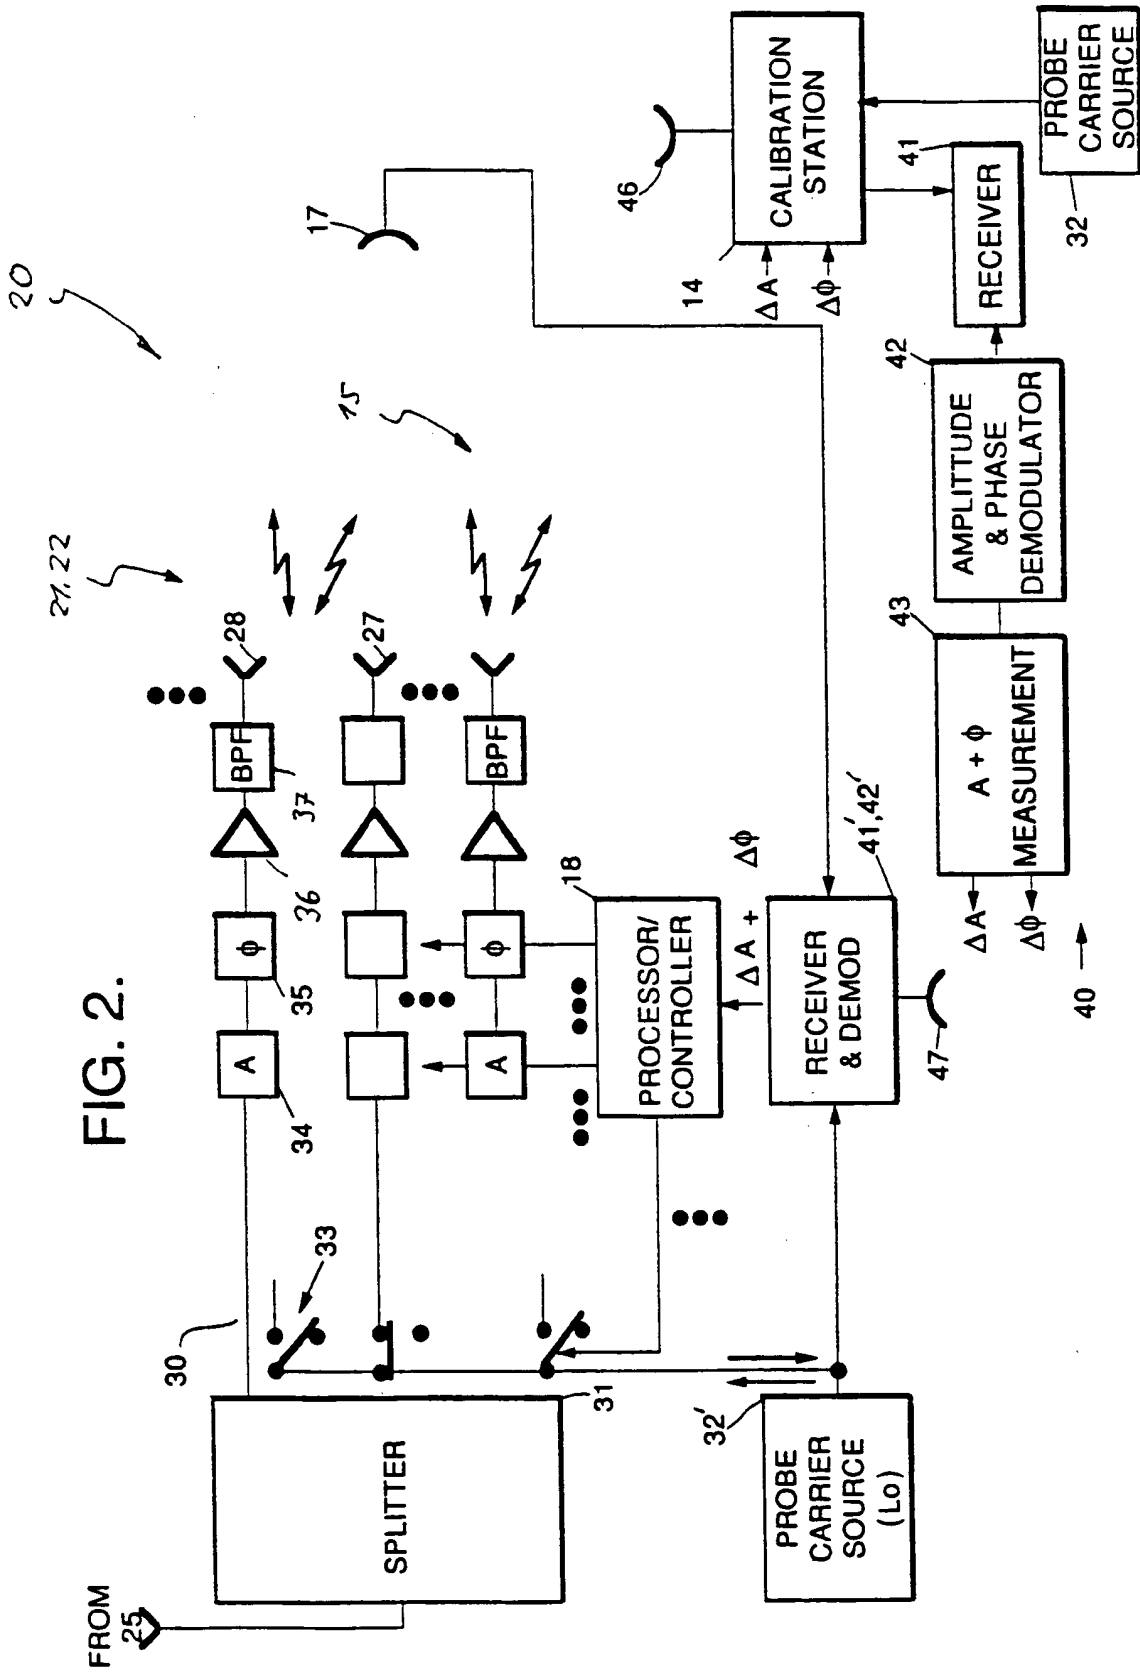 FIG. 2.
20
21,22
15
17
FROM
25
SPLITTER
31
30
33
A
34
ϕ
35
36
BPF
37
28
27
A
ϕ
BPF
PROCESSOR/
CONTROLLER
18
ΔA + Δϕ
RECEIVER
& DEMOD
41',42'
47
PROBE
CARRIER
SOURCE
(Lo)
32'
46
CALIBRATION
STATION
14
ΔA
Δϕ
RECEIVER
41
PROBE
CARRIER
SOURCE
32
AMPLITTUDE
& PHASE
DEMODULATOR
42
A + ϕ
MEASUREMENT
43
ΔA
Δϕ
40